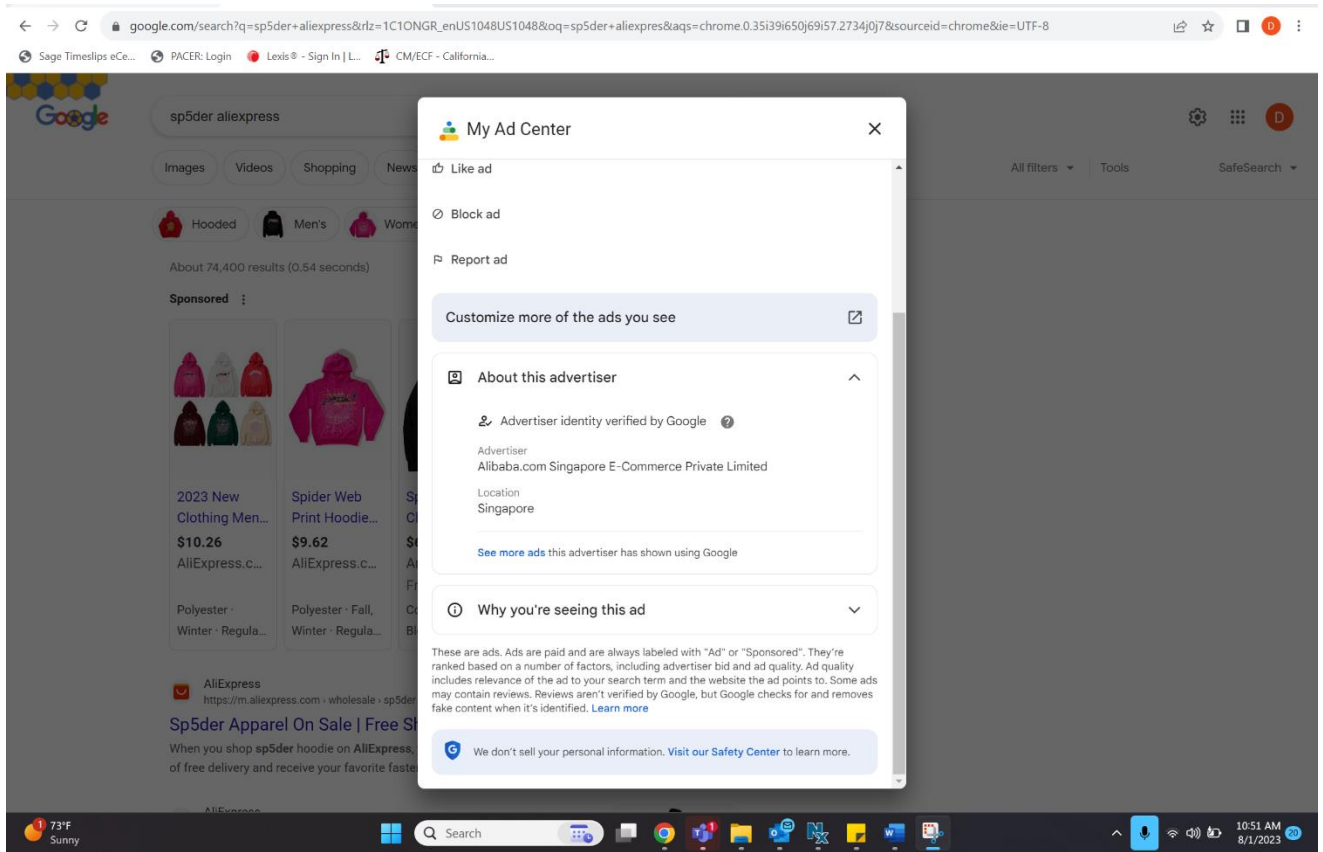 google.com/search?q=sp5der+aliexpress&rlz=1C1ONGR_enUS1048US1048&oq=sp5der+aliexpres&aqs=chrome.0.35i39i650j69i57.2734j0j7&sourceid=chrome&ie=UTF-8
D
Sage Timeslips eCe...
PACER: Login
Lexis® - Sign In | L...
CM/ECF - California...
Google
sp5der aliexpress
D
Images
Videos
Shopping
News
All filters
Tools
SafeSearch
Hooded
Men's
Wome
About 74,400 results (0.54 seconds)
Sponsored
2023 New
Clothing Men...
$10.26
AliExpress.c...
Polyester ·
Winter · Regula...
Spider Web
Print Hoodie...
$9.62
AliExpress.c...
Polyester · Fall,
Winter · Regula...
AliExpress
https://m.aliexpress.com › wholesale › sp5der
Sp5der Apparel On Sale | Free Sh
When you shop sp5der hoodie on AliExpress,
of free delivery and receive your favorite faste
AliExpress
My Ad Center
Like ad
Block ad
Report ad
Customize more of the ads you see
About this advertiser
Advertiser identity verified by Google
Advertiser
Alibaba.com Singapore E-Commerce Private Limited
Location
Singapore
See more ads this advertiser has shown using Google
Why you're seeing this ad
These are ads. Ads are paid and are always labeled with "Ad" or "Sponsored". They're
ranked based on a number of factors, including advertiser bid and ad quality. Ad quality
includes relevance of the ad to your search term and the website the ad points to. Some ads
may contain reviews. Reviews aren't verified by Google, but Google checks for and removes
fake content when it's identified. Learn more
We don't sell your personal information. Visit our Safety Center to learn more.
1
73°F
Sunny
Search
10:51 AM
8/1/2023
20